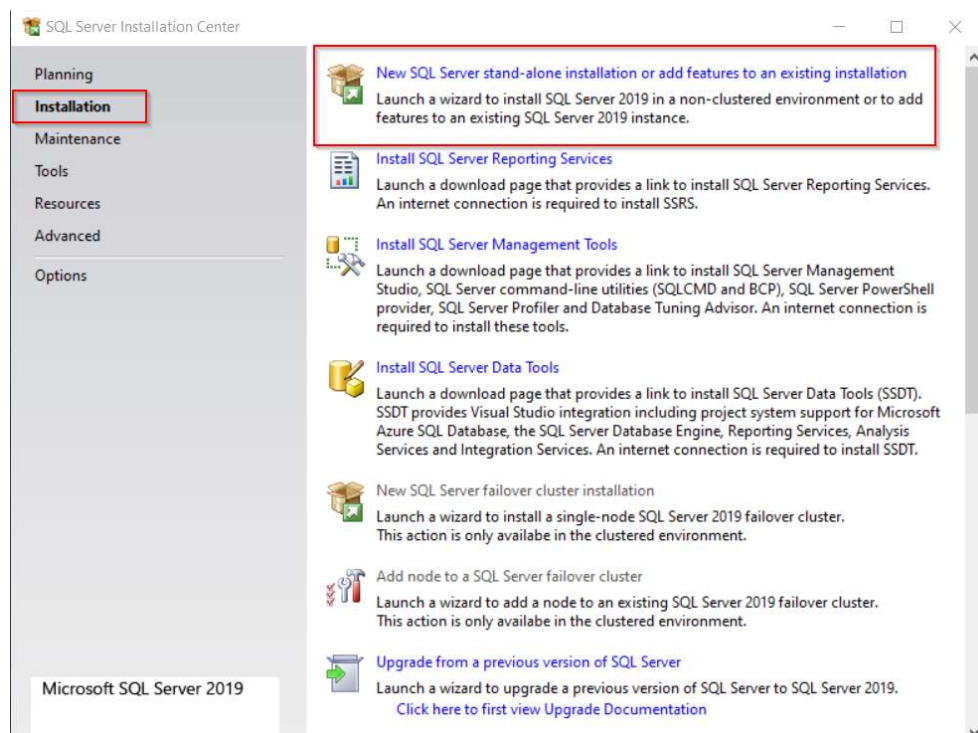 SQL Server Installation Center
Planning
Installation
Maintenance
Tools
Resources
Advanced
Options
Microsoft SQL Server 2019
New SQL Server stand-alone installation or add features to an existing installation
Launch a wizard to install SQL Server 2019 in a non-clustered environment or to add
features to an existing SQL Server 2019 instance.
Install SQL Server Reporting Services
Launch a download page that provides a link to install SQL Server Reporting Services.
An internet connection is required to install SSRS.
Install SQL Server Management Tools
Launch a download page that provides a link to install SQL Server Management
Studio, SQL Server command-line utilities (SQLCMD and BCP), SQL Server PowerShell
provider, SQL Server Profiler and Database Tuning Advisor. An internet connection is
required to install these tools.
Install SQL Server Data Tools
Launch a download page that provides a link to install SQL Server Data Tools (SSDT).
SSDT provides Visual Studio integration including project system support for Microsoft
Azure SQL Database, the SQL Server Database Engine, Reporting Services, Analysis
Services and Integration Services. An internet connection is required to install SSDT.
New SQL Server failover cluster installation
Launch a wizard to install a single-node SQL Server 2019 failover cluster.
This action is only availabe in the clustered environment.
Add node to a SQL Server failover cluster
Launch a wizard to add a node to an existing SQL Server 2019 failover cluster.
This action is only availabe in the clustered environment.
Upgrade from a previous version of SQL Server
Launch a wizard to upgrade a previous version of SQL Server to SQL Server 2019.
Click here to first view Upgrade Documentation